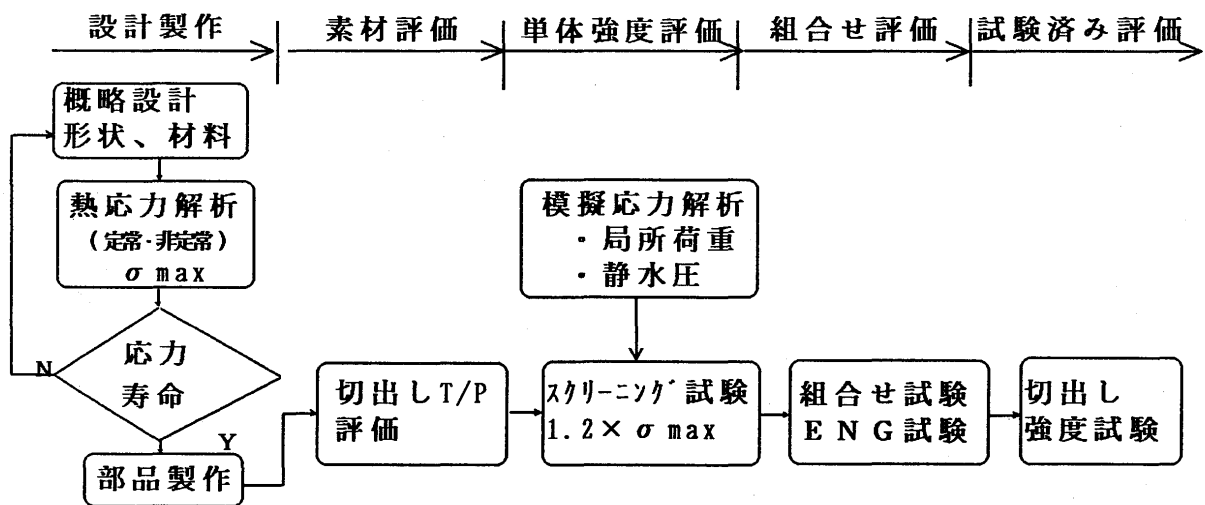 設計製作
素材評価
単体強度評価
組合せ評価
試験済み評価
概略設計
形状、材料
熱応力解析
(定常・非定常)
σ max
応力
寿命
N
Y
部品製作
切出しT/P
評価
模擬応力解析
・局所荷重
・静水圧
スクリーニング試験
1.2× σ max
組合せ試験
ENG試験
切出し
強度試験